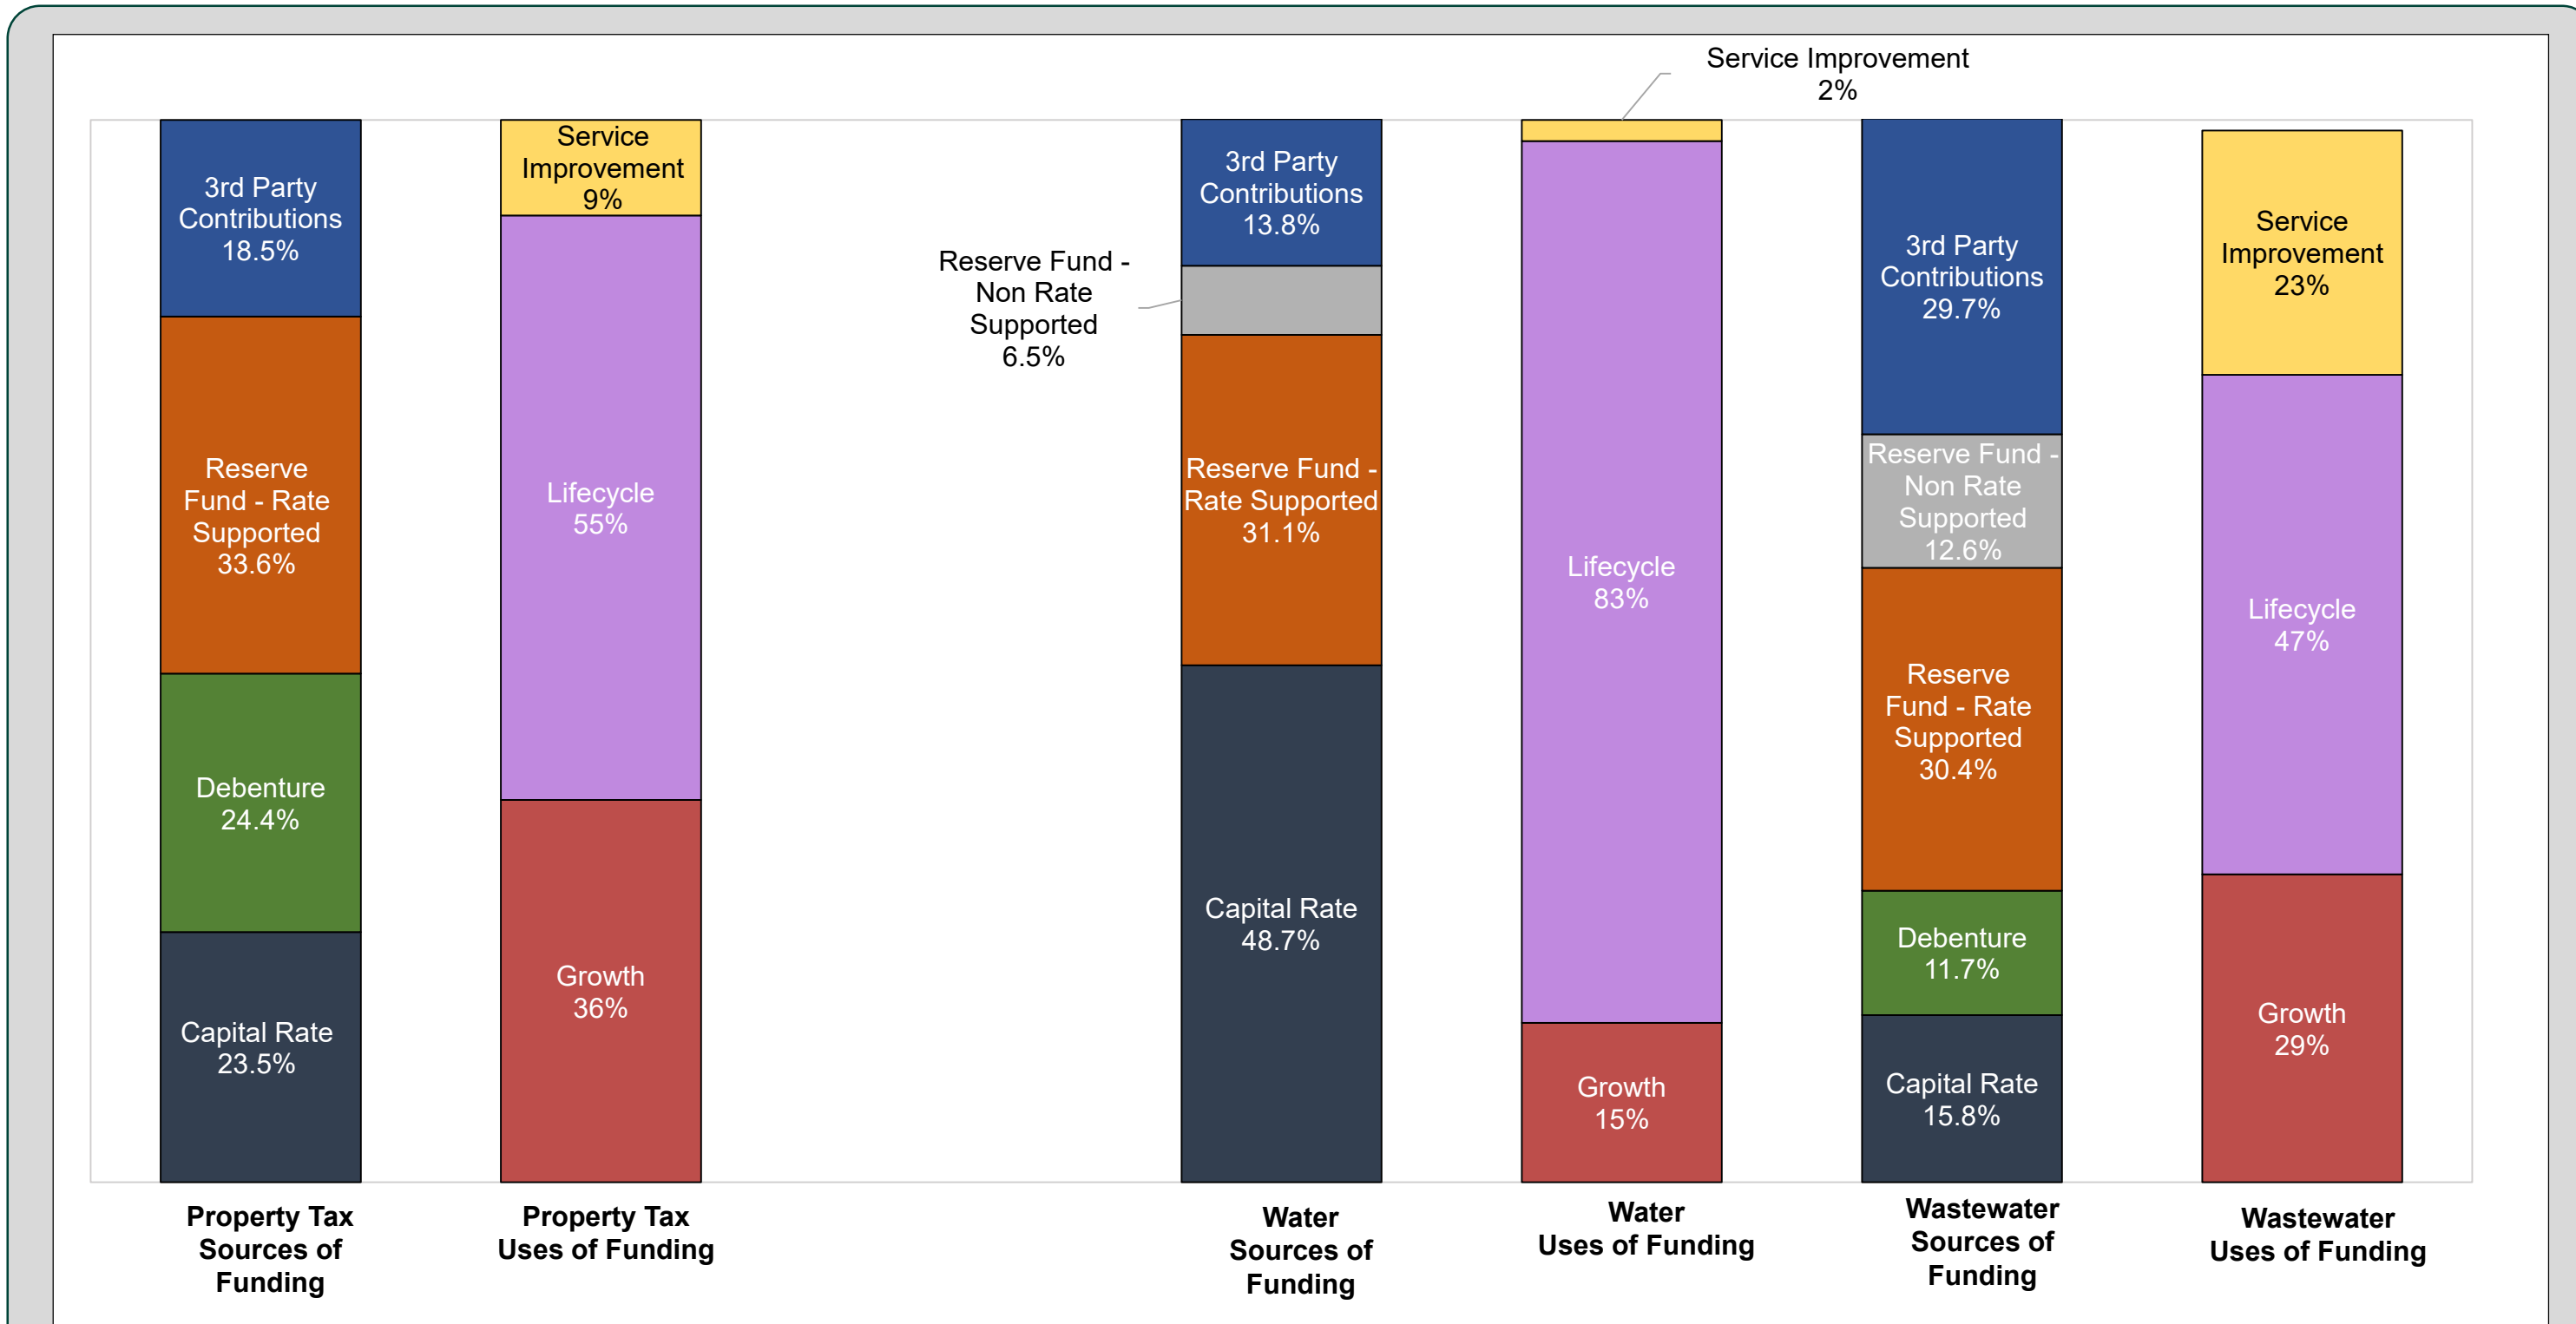 3rd Party
Contributions
18.5%
Reserve
Fund - Rate
Supported
33.6%
Debenture
24.4%
Capital Rate
23.5%
Property Tax
Sources of
Funding
Service
Improvement
9%
Lifecycle
55%
Growth
36%
Property Tax
Uses of Funding
3rd Party
Contributions
13.8%
Reserve Fund -
Non Rate
Supported
6.5%
Reserve Fund -
Rate Supported
31.1%
Capital Rate
48.7%
Water
Sources of
Funding
Service Improvement
2%
Lifecycle
83%
Growth
15%
Water
Uses of Funding
3rd Party
Contributions
29.7%
Reserve Fund -
Non Rate
Supported
12.6%
Reserve
Fund - Rate
Supported
30.4%
Debenture
11.7%
Capital Rate
15.8%
Wastewater
Sources of
Funding
Service
Improvement
23%
Lifecycle
47%
Growth
29%
Wastewater
Uses of Funding